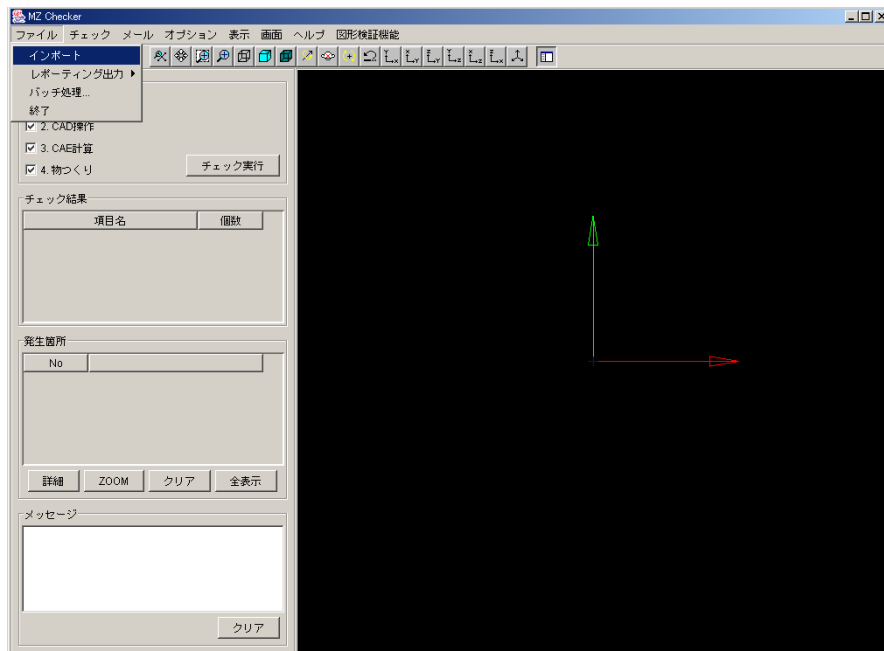 MZ Checker
ファイル チェック メール オプション 表示 画面 ヘルプ 図形検証機能
インポート
レポーティング出力
バッチ処理...
終了
2. CAD操作
3. CAE計算
4. 物つくり
チェック実行
チェック結果
項目名 個数
発生箇所
No
詳細 ZOOM クリア 全表示
メッセージ
クリア